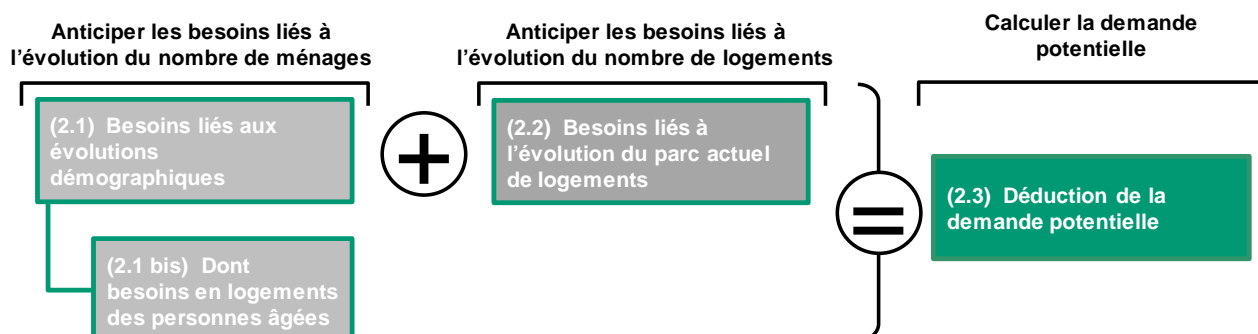 Anticiper les besoins liés à
l'évolution du nombre de ménages
Anticiper les besoins liés à
l'évolution du nombre de logements
Calculer la demande
potentielle
(2.1) Besoins liés aux
évolutions
démographiques
+
(2.2) Besoins liés à
l'évolution du parc actuel
de logements
=
(2.3) Déduction de la
demande potentielle
(2.1 bis) Dont
besoins en logements
des personnes âgées